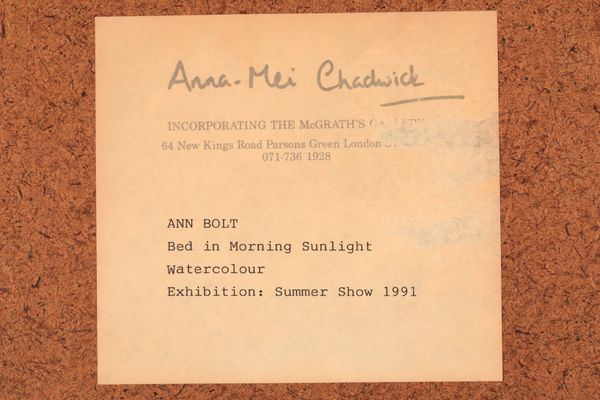 Anna-Mei Chadwick
INCORPORATING THE McGRATH'S
64 New Kings Road Parsons Green London
071-736 1928
ANN BOLT
Bed in Morning Sunlight
Watercolour
Exhibition: Summer Show 1991